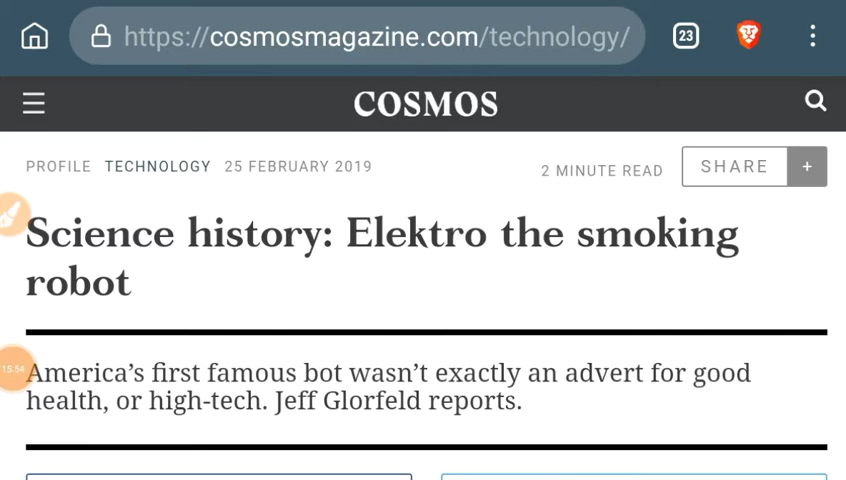 23
https://cosmosmagazine.com/technology/
COSMOS
PROFILE TECHNOLOGY 25 FEBRUARY 2019
2 MINUTE READ
SHARE +
Science history: Elektro the smoking
robot
15:54
America's first famous bot wasn't exactly an advert for good
health, or high-tech. Jeff Glorfeld reports.